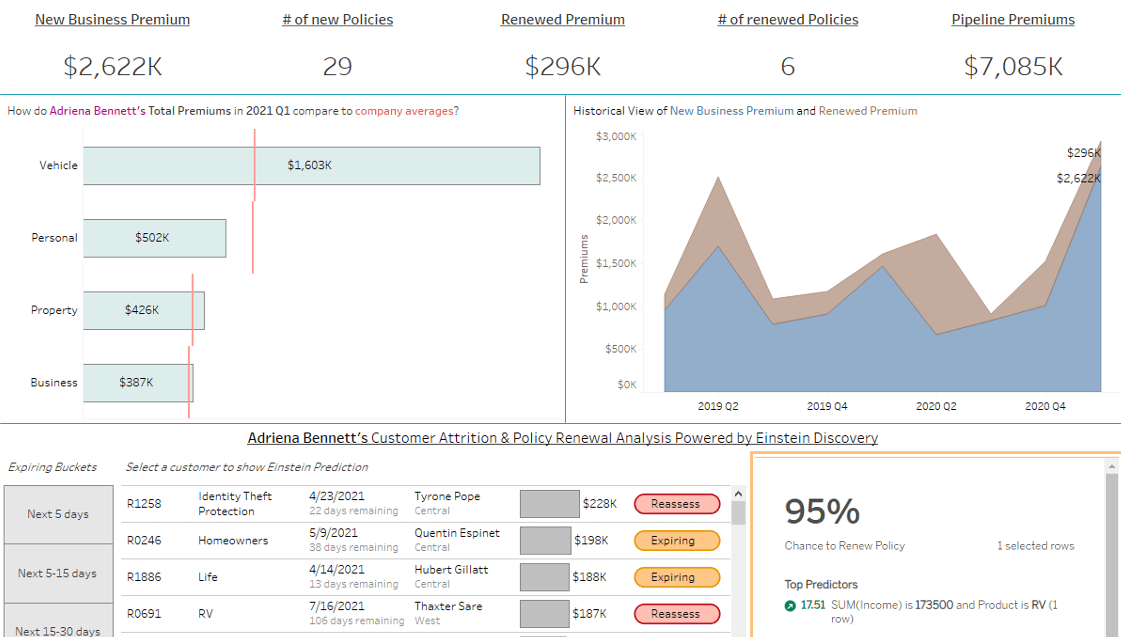 New Business Premium
# of new Policies
Renewed Premium
# of renewed Policies
Pipeline Premiums
$2,622K
29
$296K
6
$7,085K
How do Adriena Bennett's Total Premiums in 2021 Q1 compare to company averages?
Vehicle
$1,603K
Personal
$502K
Property
$426K
Business
$387K
Historical View of New Business Premium and Renewed Premium
Premiums
$3,000K
$2,500K
$2,000K
$1,500K
$1,000K
$500K
$0K
$296K
$2,622K
2019 Q2
2019 Q4
2020 Q2
2020 Q4
Adriena Bennett's Customer Attrition & Policy Renewal Analysis Powered by Einstein Discovery
Expiring Buckets
Next 5 days
Next 5-15 days
Next 15-30 days
Select a customer to show Einstein Prediction
R1258 Identity Theft Protection 4/23/2021 22 days remaining Tyrone Pope Central $228K Reassess
R0246 Homeowners 5/9/2021 38 days remaining Quentin Espinet Central $198K Expiring
R1886 Life 4/14/2021 13 days remaining Hubert Gillatt Central $188K Expiring
R0691 RV 7/16/2021 106 days remaining Thaxter Sare West $187K Reassess
95%
Chance to Renew Policy
1 selected rows
Top Predictors
17.51 SUM(Income) is 173500 and Product is RV (1
row)